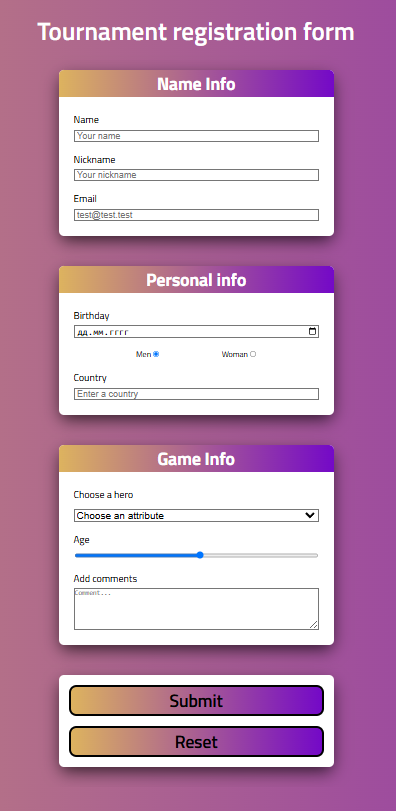 Tournament registration form
Name Info
Name
Your name
Nickname
Your nickname
Email
test@test.test
Personal info
Birthday
дд.мм.гггг
Men
Woman
Country
Enter a country
Game Info
Choose a hero
Choose an attribute
Age
Add comments
Comment...
Submit
Reset